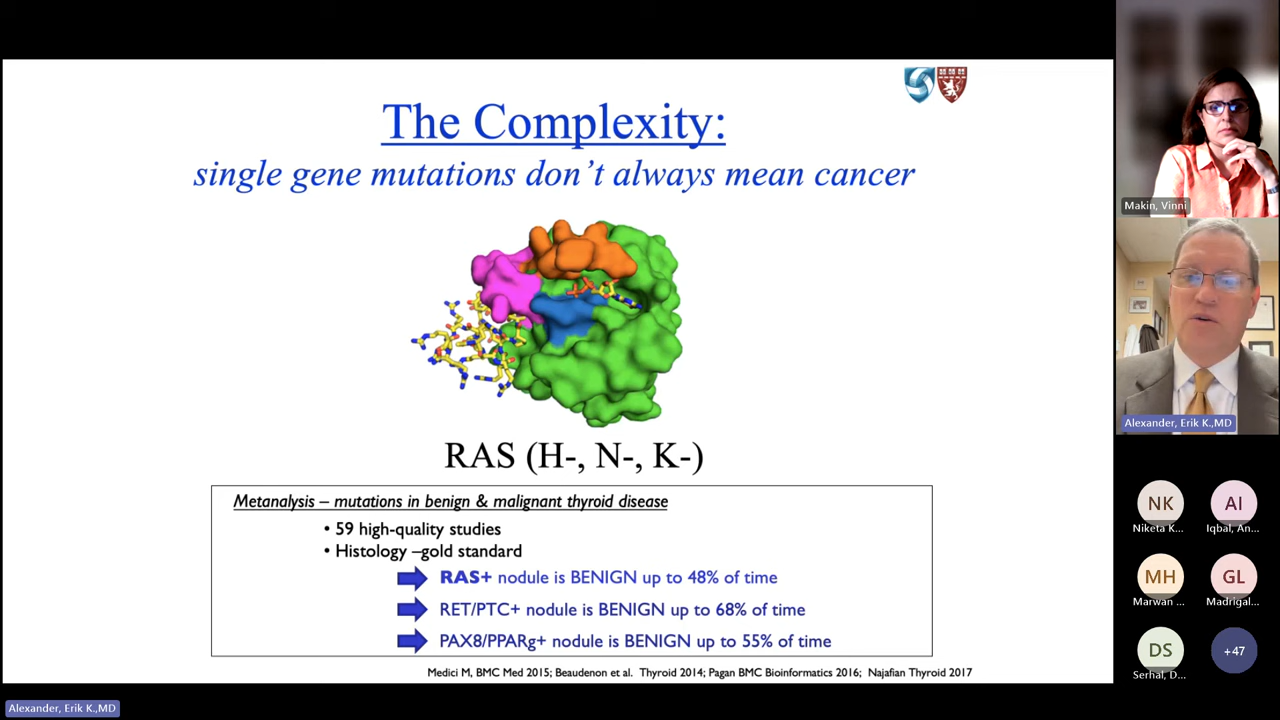 The Complexity:
single gene mutations don't always mean cancer
RAS (H-, N-, K-)
Metanalysis – mutations in benign & malignant thyroid disease
• 59 high-quality studies
• Histology –gold standard
RAS+ nodule is BENIGN up to 48% of time
RET/PTC+ nodule is BENIGN up to 68% of time
PAX8/PPARg+ nodule is BENIGN up to 55% of time
Medici M, BMC Med 2015; Beaudenon et al. Thyroid 2014; Pagan BMC Bioinformatics 2016; Najafian Thyroid 2017
Alexander, Erik K.,MD
Makin, Vinni
Alexander, Erik K.,MD
NK
AI
Niketa K...
Iqbal, An...
MH
GL
Marwan ...
Madrigal...
DS
+47
Serhal, D...